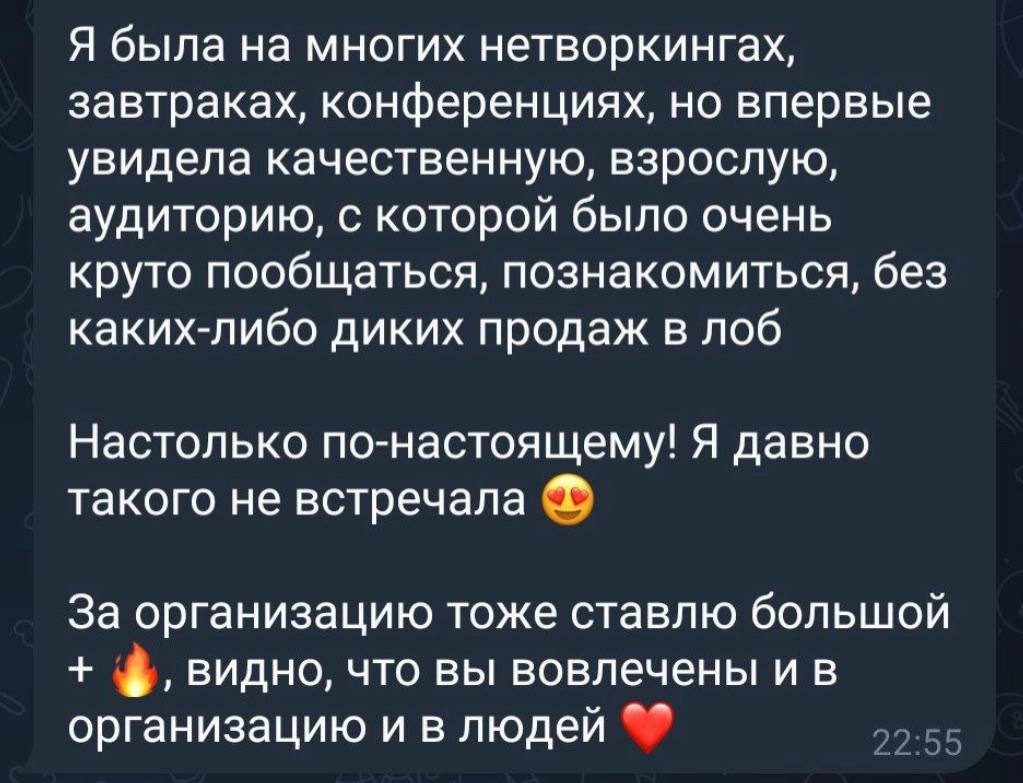 Я была на многих нетворкингах,
завтраках, конференциях, но впервые
увидела качественную, взрослую,
аудиторию, с которой было очень
круто пообщаться, познакомиться, без
каких-либо диких продаж в лоб
Настолько по-настоящему! Я давно
такого не встречала 😍
За организацию тоже ставлю большой
+ 🔥, видно, что вы вовлечены и в
организацию и в людей ❤️
22:55